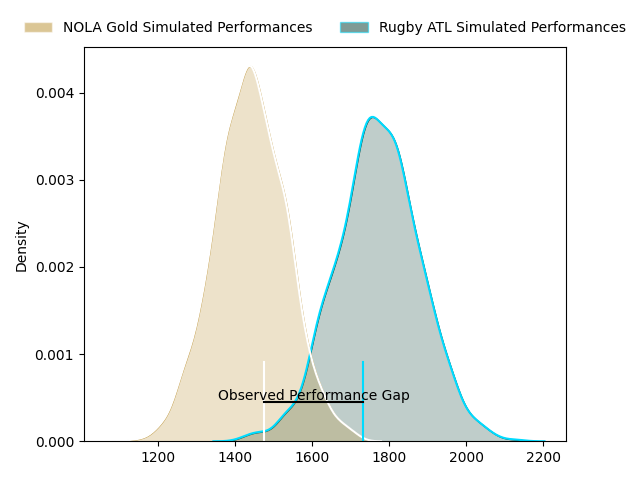 NOLA Gold Simulated Performances
Rugby ATL Simulated Performances
0.004
0.003
0.002
0.001
0.000
Density
Observed Performance Gap
1200 1400 1600 1800 2000 2200